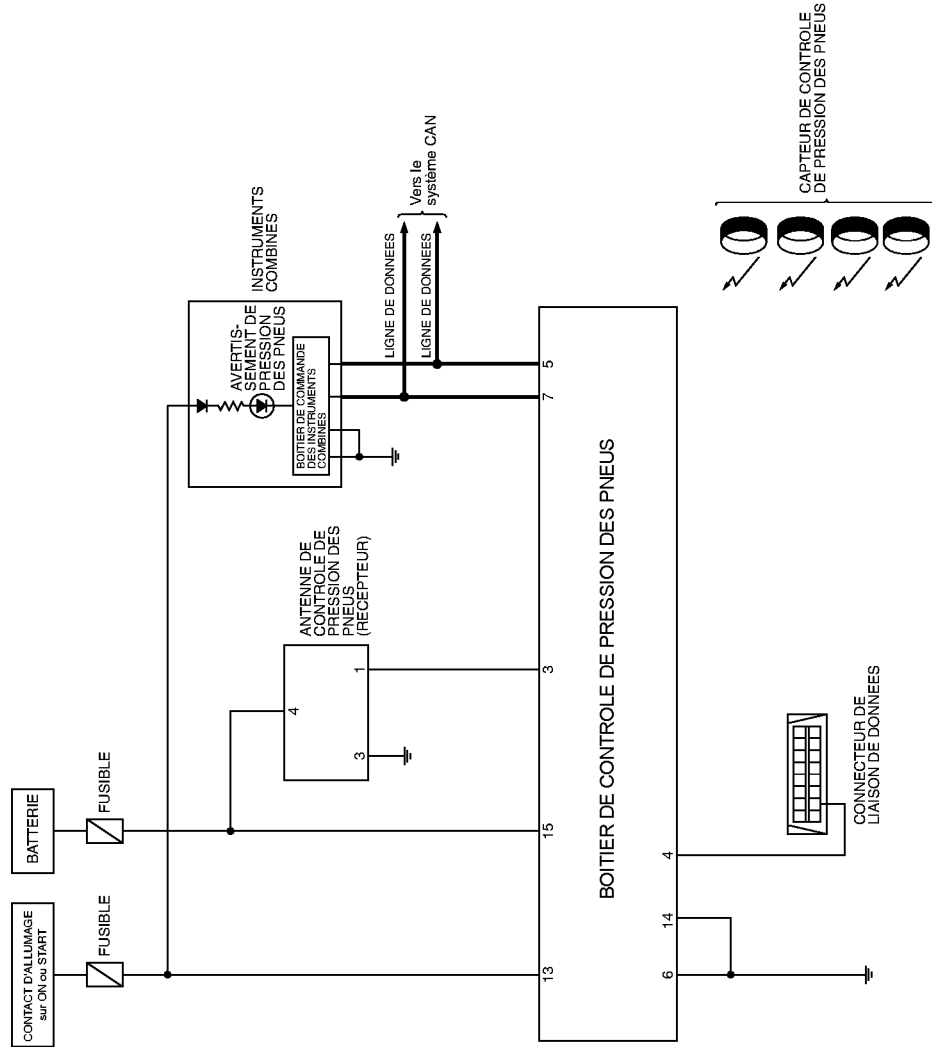 CONTACT D'ALLUMAGE
sur ON ou START
BATTERIE
FUSIBLE
FUSIBLE
ANTENNE DE
CONTROLE DE
PRESSION DES
PNEUS
(RECEPTEUR)
4
1
3
INSTRUMENTS
COMBINES
AVERTIS-
SEMENT DE
PRESSION
DES PNEUS
BOITIER DE COMMANDE
DES INSTRUMENTS
COMBINES
LIGNE DE DONNEES
LIGNE DE DONNEES
Vers le
système CAN
13
15
3
7
5
BOITIER DE CONTROLE DE PRESSION DES PNEUS
6
14
4
CONNECTEUR DE
LIAISON DE DONNEES
CAPTEUR DE CONTROLE
DE PRESSION DES PNEUS